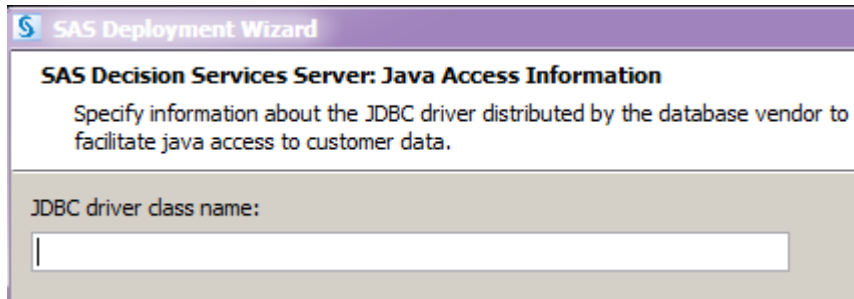 SAS Deployment Wizard
SAS Decision Services Server: Java Access Information
Specify information about the JDBC driver distributed by the database vendor to
facilitate java access to customer data.
JDBC driver class name: